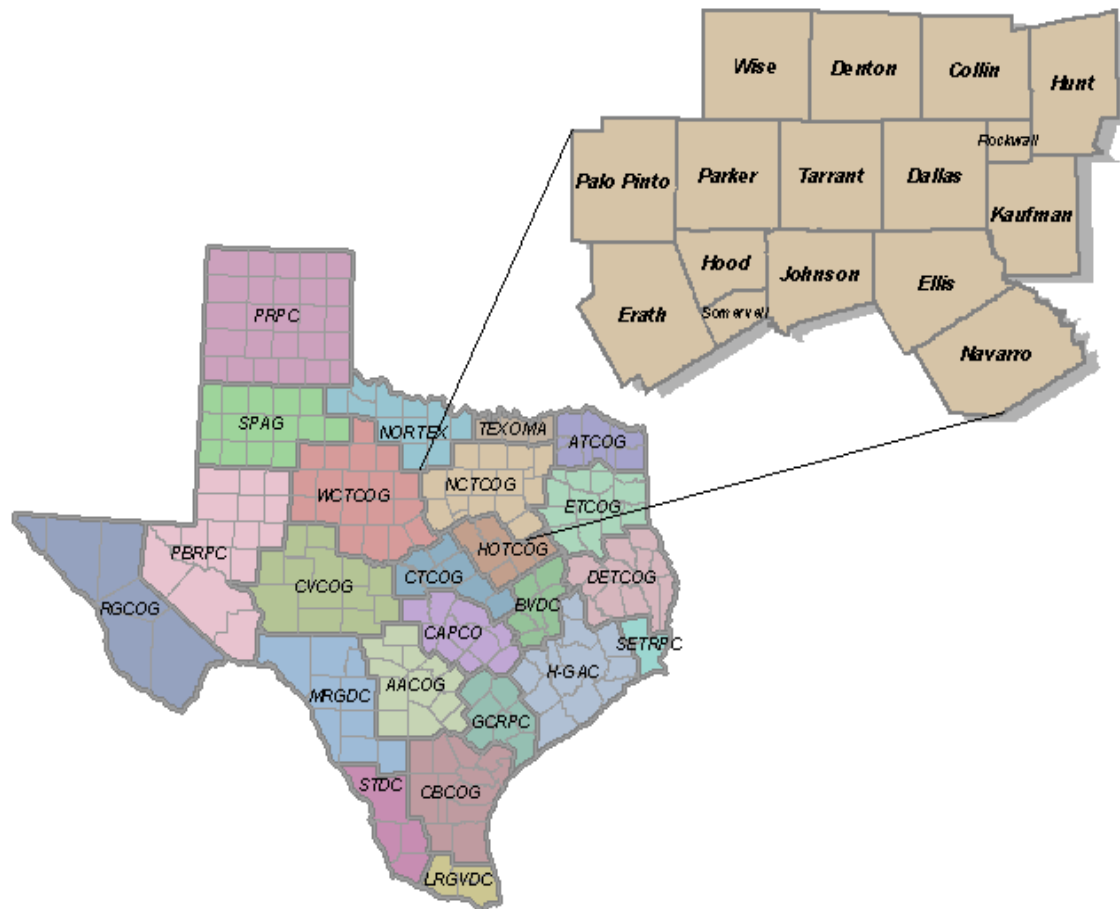 Wise
Denton
Collin
Hunt
Rockwall
Palo Pinto
Parker
Tarrant
Dallas
Kaufman
Hood
Johnson
Ellis
Erath
Somervell
Navarro
PRPC
SPAG
NORTEX
TEXOMA
ATCOG
WCTCOG
NCTCOG
ETCOG
PBRPC
HOTCOG
CVCOG
CTCOG
DETCOG
RGCOG
BVDC
CAPCO
SETRPC
H-GAC
AACOG
MRGDC
GCRPC
STDC
CBCOG
LRGVDC